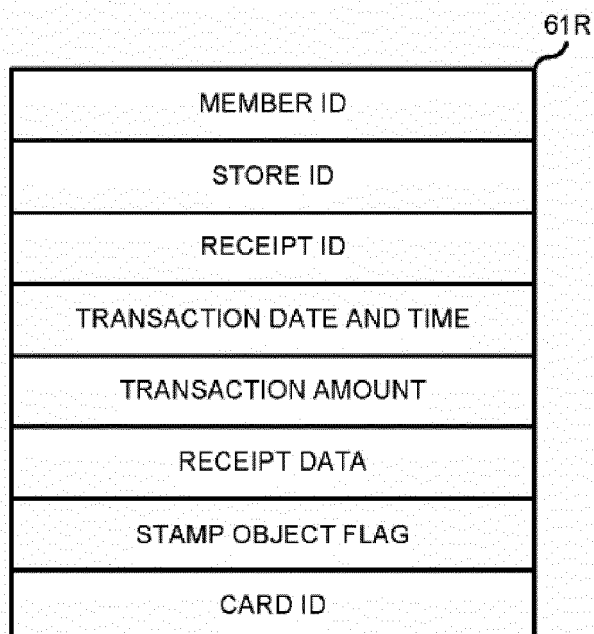 61R
MEMBER ID
STORE ID
RECEIPT ID
TRANSACTION DATE AND TIME
TRANSACTION AMOUNT
RECEIPT DATA
STAMP OBJECT FLAG
CARD ID